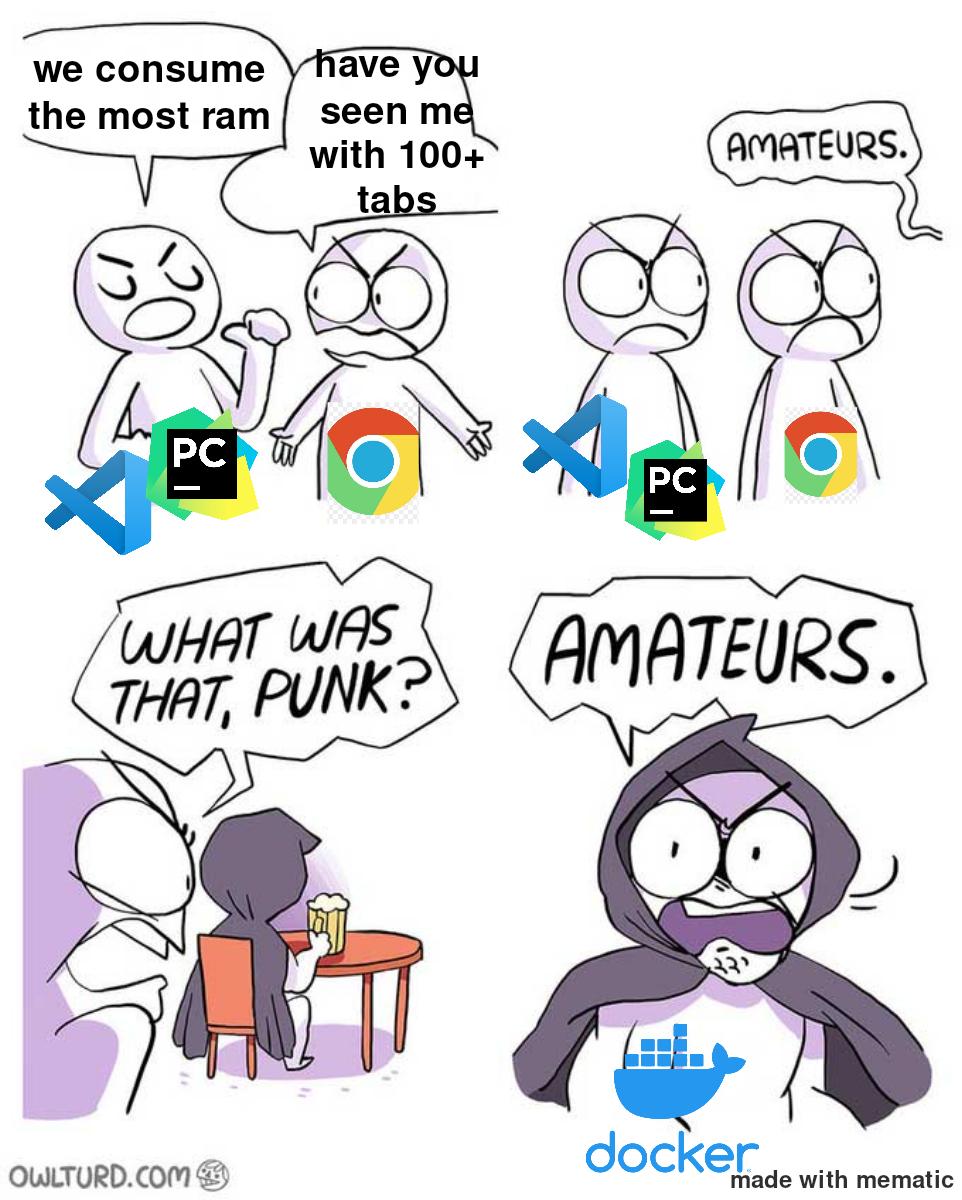 we consume
the most ram
have you
seen me
with 100+
tabs
AMATEURS.
PC
PC
WHAT WAS
THAT, PUNK?
AMATEURS.
docker
OWLTURD.COM
made with mematic